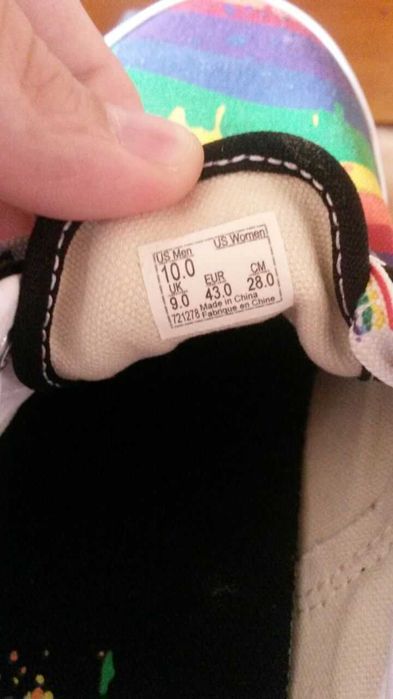 US Men US Women
10.0
UK EUR CM
9.0 43.0 28.0
721278 Made in China
Fabrique en Chine